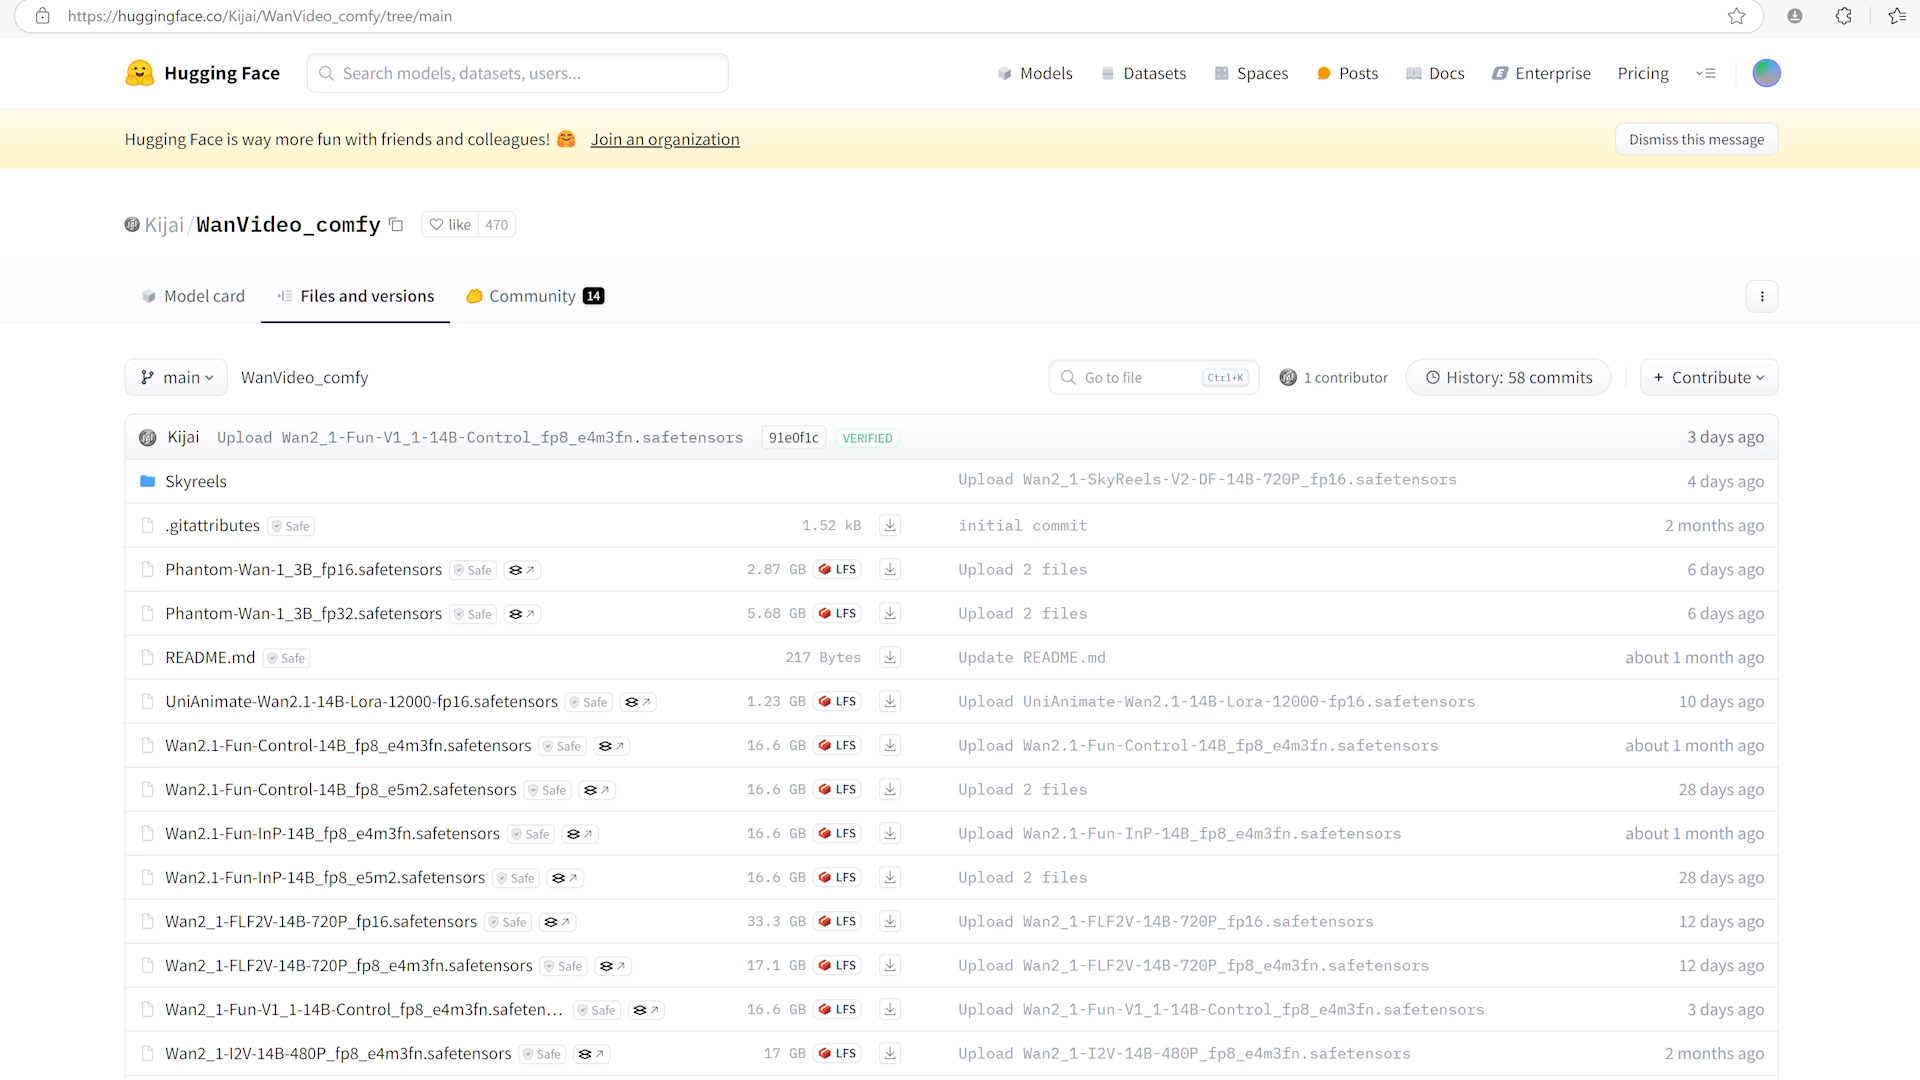 https://huggingface.co/Kijai/WanVideo_comfy/tree/main
Hugging Face Search models, datasets, users... Models Datasets Spaces Posts Docs Enterprise Pricing
Hugging Face is way more fun with friends and colleagues! 🤗 Join an organization Dismiss this message
Kijai/WanVideo_comfy like 470
Model card Files and versions Community 14
main WanVideo_comfy Go to file Ctrl+K 1 contributor History: 58 commits + Contribute
Kijai Upload Wan2_1-Fun-V1_1-14B-Control_fp8_e4m3fn.safetensors 91e0f1c VERIFIED 3 days ago
Skyreels Upload Wan2_1-SkyReels-V2-DF-14B-720P_fp16.safetensors 4 days ago
.gitattributes Safe 1.52 kB initial commit 2 months ago
Phantom-Wan-1_3B_fp16.safetensors Safe 2.87 GB LFS Upload 2 files 6 days ago
Phantom-Wan-1_3B_fp32.safetensors Safe 5.68 GB LFS Upload 2 files 6 days ago
README.md Safe 217 Bytes Update README.md about 1 month ago
UniAnimate-Wan2.1-14B-Lora-12000-fp16.safetensors Safe 1.23 GB LFS Upload UniAnimate-Wan2.1-14B-Lora-12000-fp16.safetensors 10 days ago
Wan2.1-Fun-Control-14B_fp8_e4m3fn.safetensors Safe 16.6 GB LFS Upload Wan2.1-Fun-Control-14B_fp8_e4m3fn.safetensors about 1 month ago
Wan2.1-Fun-Control-14B_fp8_e5m2.safetensors Safe 16.6 GB LFS Upload 2 files 28 days ago
Wan2.1-Fun-InP-14B_fp8_e4m3fn.safetensors Safe 16.6 GB LFS Upload Wan2.1-Fun-InP-14B_fp8_e4m3fn.safetensors about 1 month ago
Wan2.1-Fun-InP-14B_fp8_e5m2.safetensors Safe 16.6 GB LFS Upload 2 files 28 days ago
Wan2_1-FLF2V-14B-720P_fp16.safetensors Safe 33.3 GB LFS Upload Wan2_1-FLF2V-14B-720P_fp16.safetensors 12 days ago
Wan2_1-FLF2V-14B-720P_fp8_e4m3fn.safetensors Safe 17.1 GB LFS Upload Wan2_1-FLF2V-14B-720P_fp8_e4m3fn.safetensors 12 days ago
Wan2_1-Fun-V1_1-14B-Control_fp8_e4m3fn.safeten... Safe 16.6 GB LFS Upload Wan2_1-Fun-V1_1-14B-Control_fp8_e4m3fn.safetensors 3 days ago
Wan2_1-I2V-14B-480P_fp8_e4m3fn.safetensors Safe 17 GB LFS Upload Wan2_1-I2V-14B-480P_fp8_e4m3fn.safetensors 2 months ago